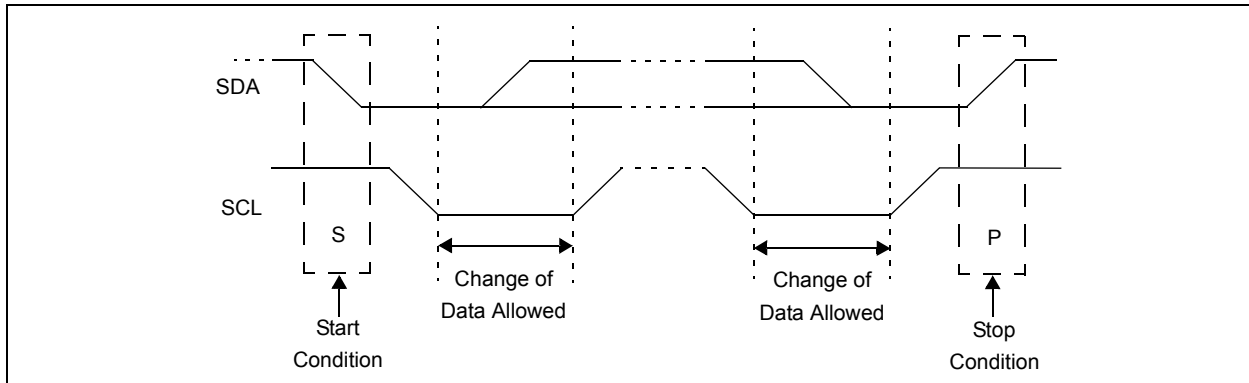 SDA
SCL
S
P
Change of
Data Allowed
Change of
Data Allowed
Start
Condition
Stop
Condition